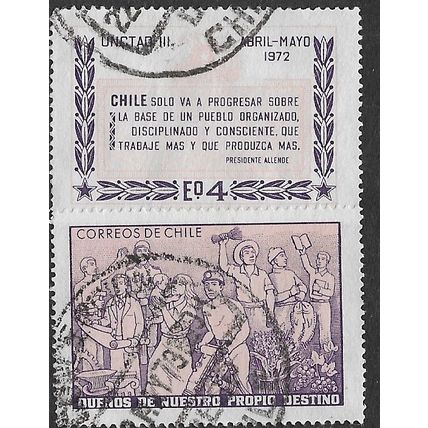 UNCTAD III ABRIL-MAYO
1972
CHILE SOLO VA A PROGRESAR SOBRE
LA BASE DE UN PUEBLO ORGANIZADO,
DISCIPLINADO Y CONSCIENTE, QUE
TRABAJE MAS Y QUE PRODUZCA MAS.
PRESIDENTE ALLENDE
Eº4
CORREOS DE CHILE
DUEÑOS DE NUESTRO PROPIO DESTINO
CHILE